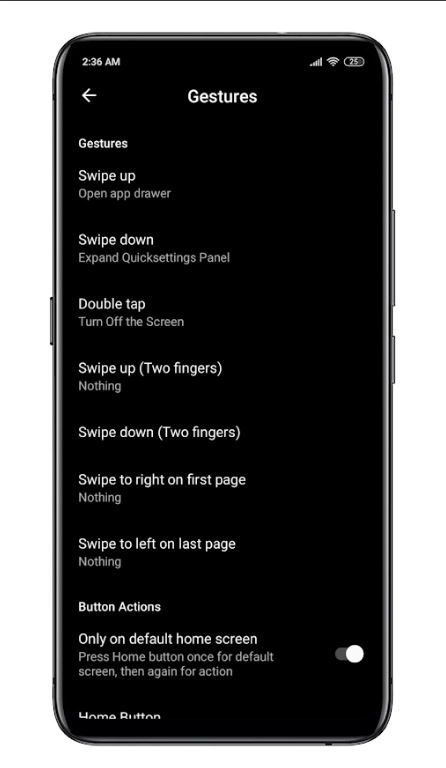 2:36 AM
25
Gestures
Gestures
Swipe up
Open app drawer
Swipe down
Expand Quicksettings Panel
Double tap
Turn Off the Screen
Swipe up (Two fingers)
Nothing
Swipe down (Two fingers)
Swipe to right on first page
Nothing
Swipe to left on last page
Nothing
Button Actions
Only on default home screen
Press Home button once for default
screen, then again for action
Home Button